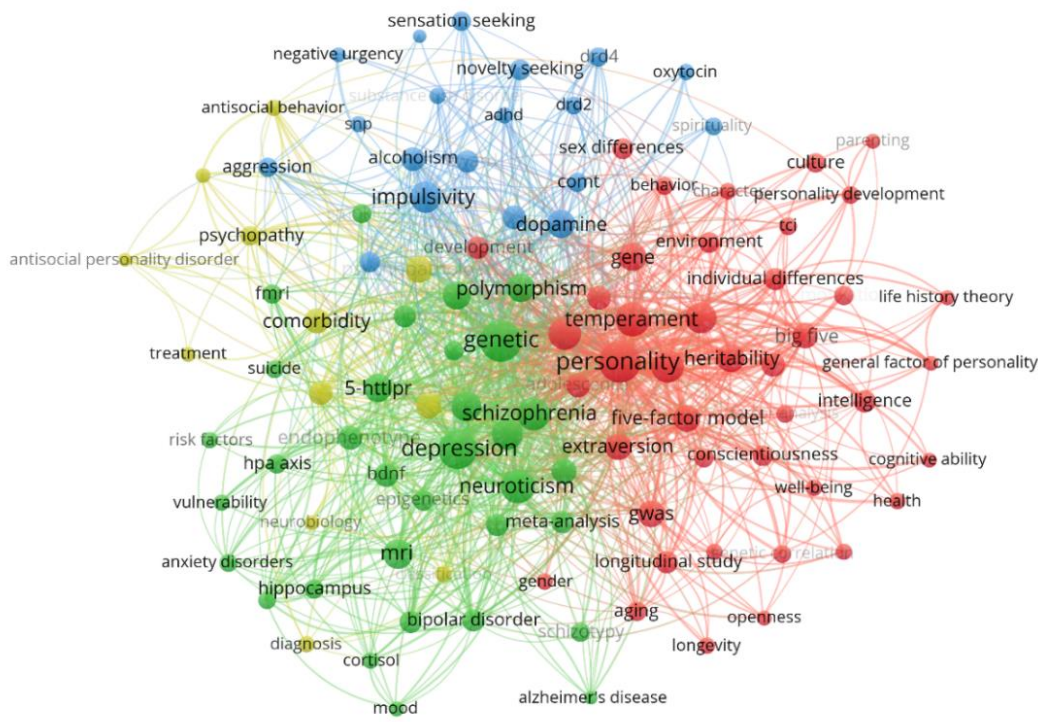 sensation seeking
negative urgency
novelty seeking
drd4
oxytocin
antisocial behavior
snp
adhd
drd2
spirituality
parenting
aggression
alcoholism
sex differences
culture
impulsivity
comt
behavior
character
personality development
psychopathy
dopamine
tci
development
gene
environment
antisocial personality disorder
fmri
polymorphism
individual differences
life history theory
comorbidity
temperament
genetic
big five
treatment
personality
heritability
general factor of personality
suicide
5-httlpr
intelligence
schizophrenia
five-factor model
risk factors
endophenotype
extraversion
depression
conscientiousness
cognitive ability
hpa axis
bdnf
neuroticism
well-being
vulnerability
epigenetics
health
neurobiology
meta-analysis
gwas
mri
genetic correlation
anxiety disorders
longitudinal study
hippocampus
gender
aging
bipolar disorder
openness
schizotypy
diagnosis
longevity
cortisol
alzheimer's disease
mood